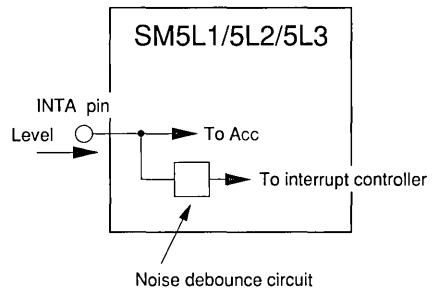 SM5L1/5L2/5L3
INTA pin
Level
To Acc
To interrupt controller
Noise debounce circuit